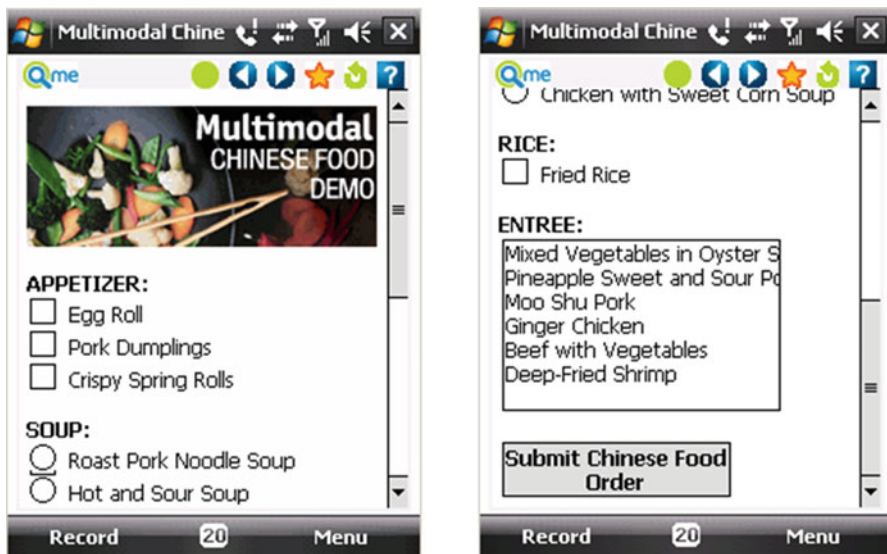 Multimodal Chine
Qme
?
Multimodal
CHINESE FOOD
DEMO
APPETIZER:
Egg Roll
Pork Dumplings
Crispy Spring Rolls
SOUP:
Roast Pork Noodle Soup
Hot and Sour Soup
Record 20 Menu
Multimodal Chine
Qme
?
Chicken with Sweet Corn Soup
RICE:
Fried Rice
ENTREE:
Mixed Vegetables in Oyster S
Pineapple Sweet and Sour Po
Moo Shu Pork
Ginger Chicken
Beef with Vegetables
Deep-Fried Shrimp
Submit Chinese Food
Order
Record 20 Menu